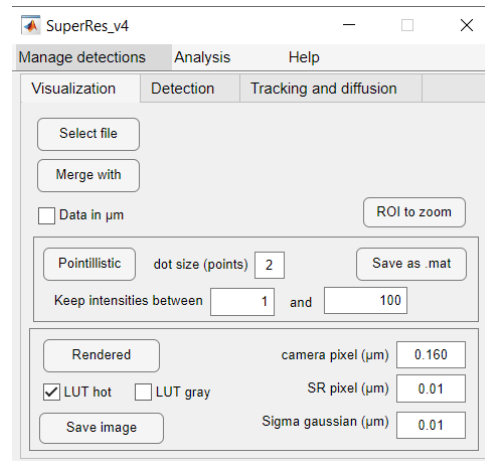 SuperRes_v4
Manage detections Analysis Help
Visualization Detection Tracking and diffusion
Select file
Merge with
Data in µm ROI to zoom
Pointillistic dot size (points) 2 Save as .mat
Keep intensities between 1 and 100
Rendered camera pixel (µm) 0.160
LUT hot LUT gray SR pixel (µm) 0.01
Save image Sigma gaussian (µm) 0.01